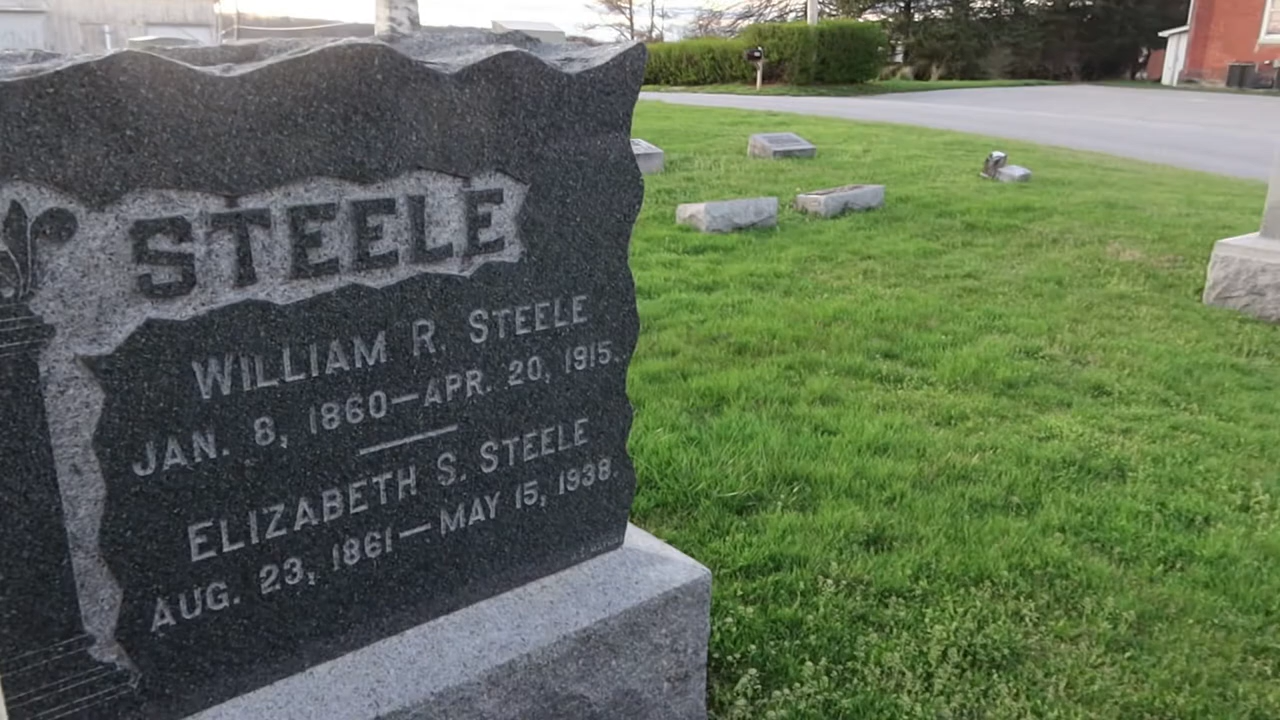 STEELE
WILLIAM R. STEELE
JAN. 8, 1860—APR. 20, 1915.
ELIZABETH S. STEELE
AUG. 23, 1861—MAY 15, 1938.